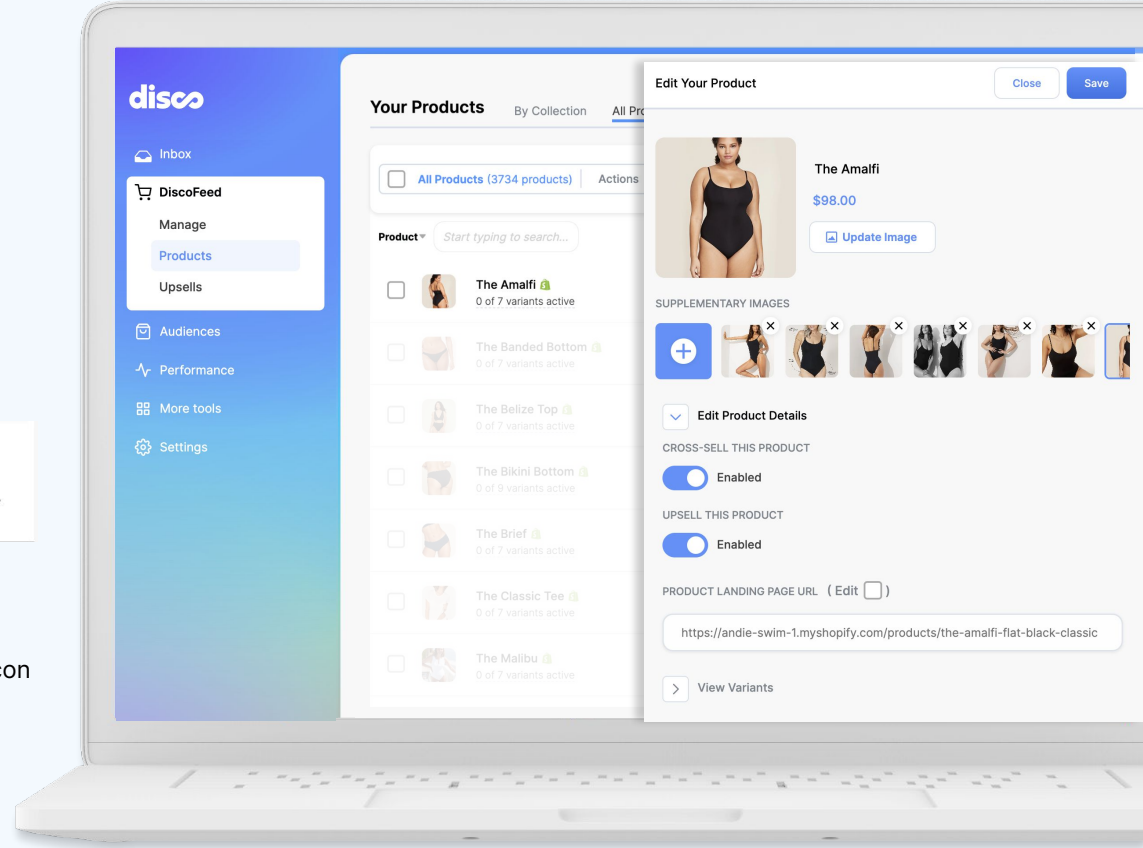 disco
Inbox
DiscoFeed
Manage
Products
Upsells
Audiences
Performance
More tools
Settings
Your Products
By Collection
All Pro
All Products (3734 products)
Actions
Product
Start typing to search...
The Amalfi
0 of 7 variants active
The Banded Bottom
0 of 7 variants active
The Belize Top
0 of 7 variants active
The Bikini Bottom
0 of 9 variants active
The Brief
0 of 7 variants active
The Classic Tee
0 of 7 variants active
The Malibu
0 of 7 variants active
Edit Your Product
Close
Save
The Amalfi
$98.00
Update Image
SUPPLEMENTARY IMAGES
Edit Product Details
CROSS-SELL THIS PRODUCT
Enabled
UPSELL THIS PRODUCT
Enabled
PRODUCT LANDING PAGE URL ( Edit )
https://andie-swim-1.myshopify.com/products/the-amalfi-flat-black-classic
View Variants
con